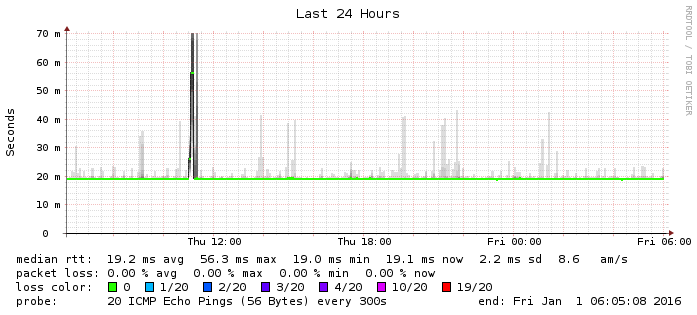 Last 24 Hours
RRDTOOL / TOBI OETIKER
Seconds
70 m
60 m
50 m
40 m
30 m
20 m
10 m
0
Thu 12:00 Thu 18:00 Fri 00:00 Fri 06:00
median rtt: 19.2 ms avg 56.3 ms max 19.0 ms min 19.1 ms now 2.2 ms sd 8.6 am/s
packet loss: 0.00 % avg 0.00 % max 0.00 % min 0.00 % now
loss color: 0 1/20 2/20 3/20 4/20 10/20 19/20
probe: 20 ICMP Echo Pings (56 Bytes) every 300s end: Fri Jan 1 06:05:08 2016